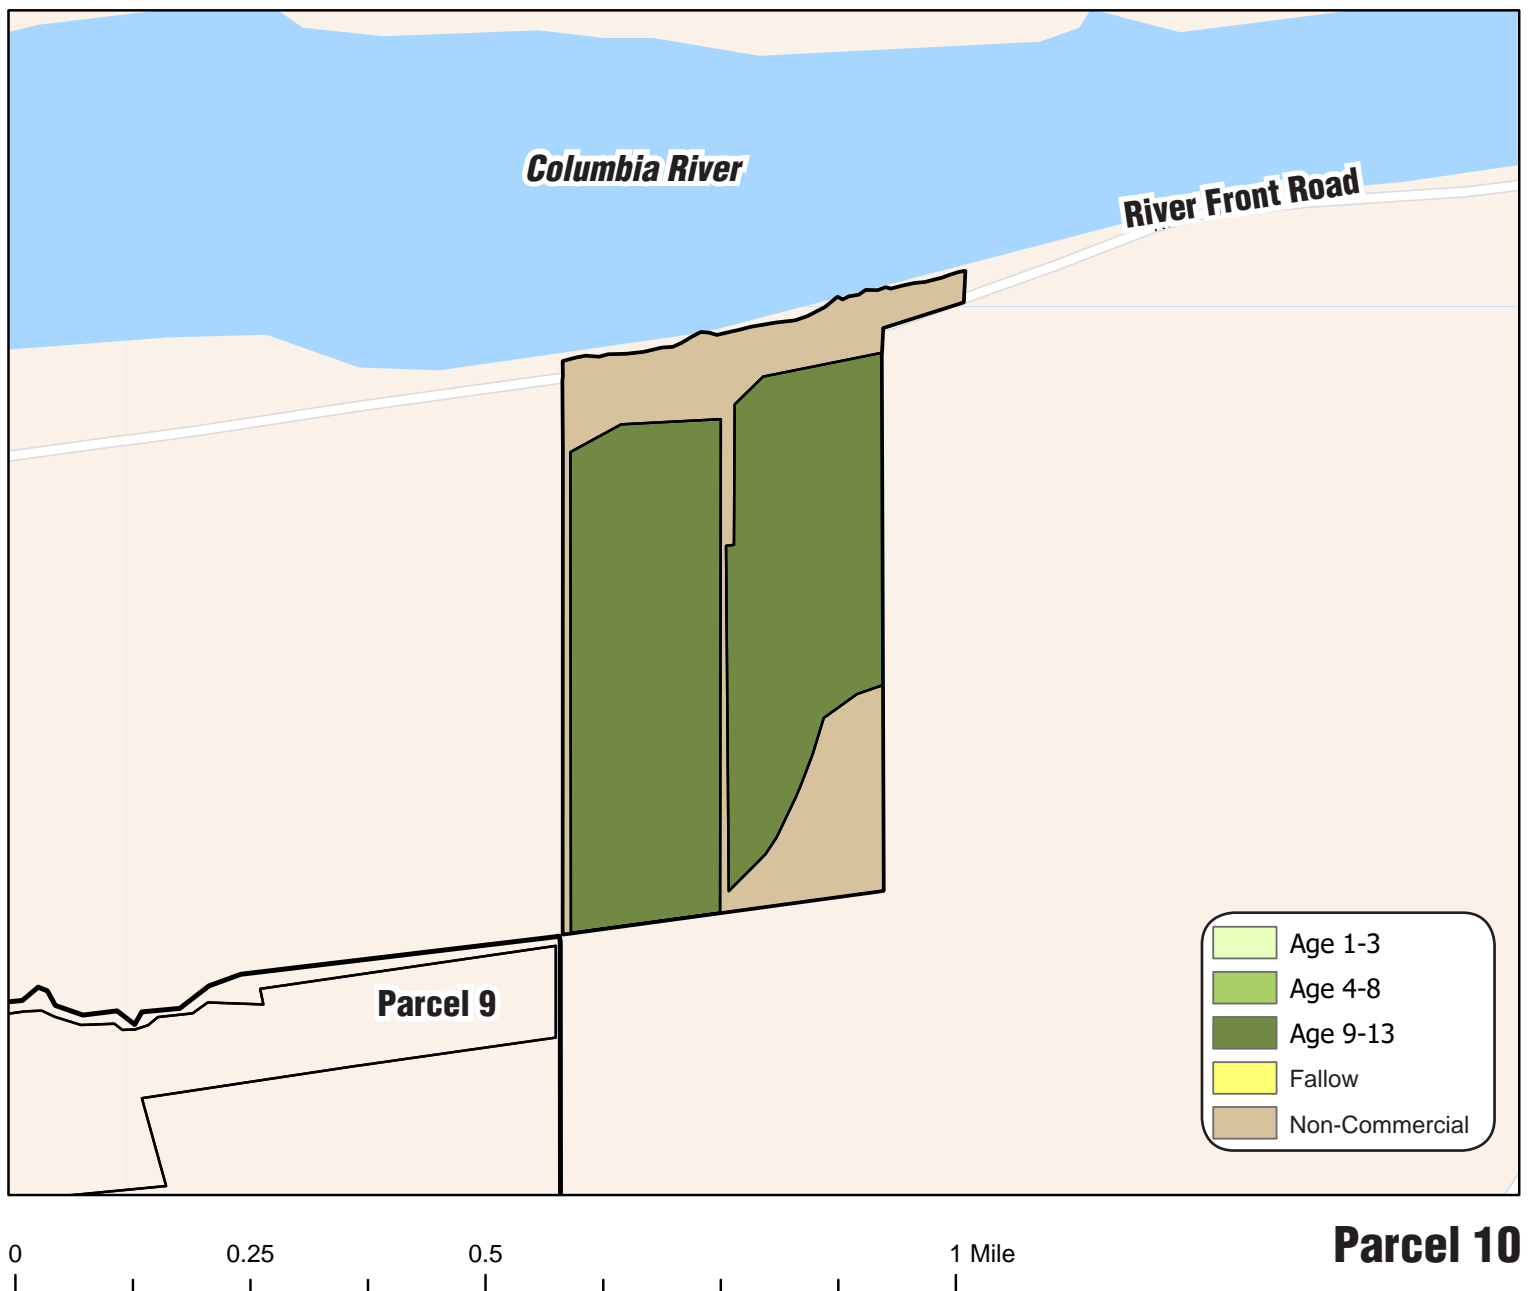 Columbia River
River Front Road
Parcel 9
Age 1-3
Age 4-8
Age 9-13
Fallow
Non-Commercial
Parcel 10
0 0.25 0.5 1 Mile